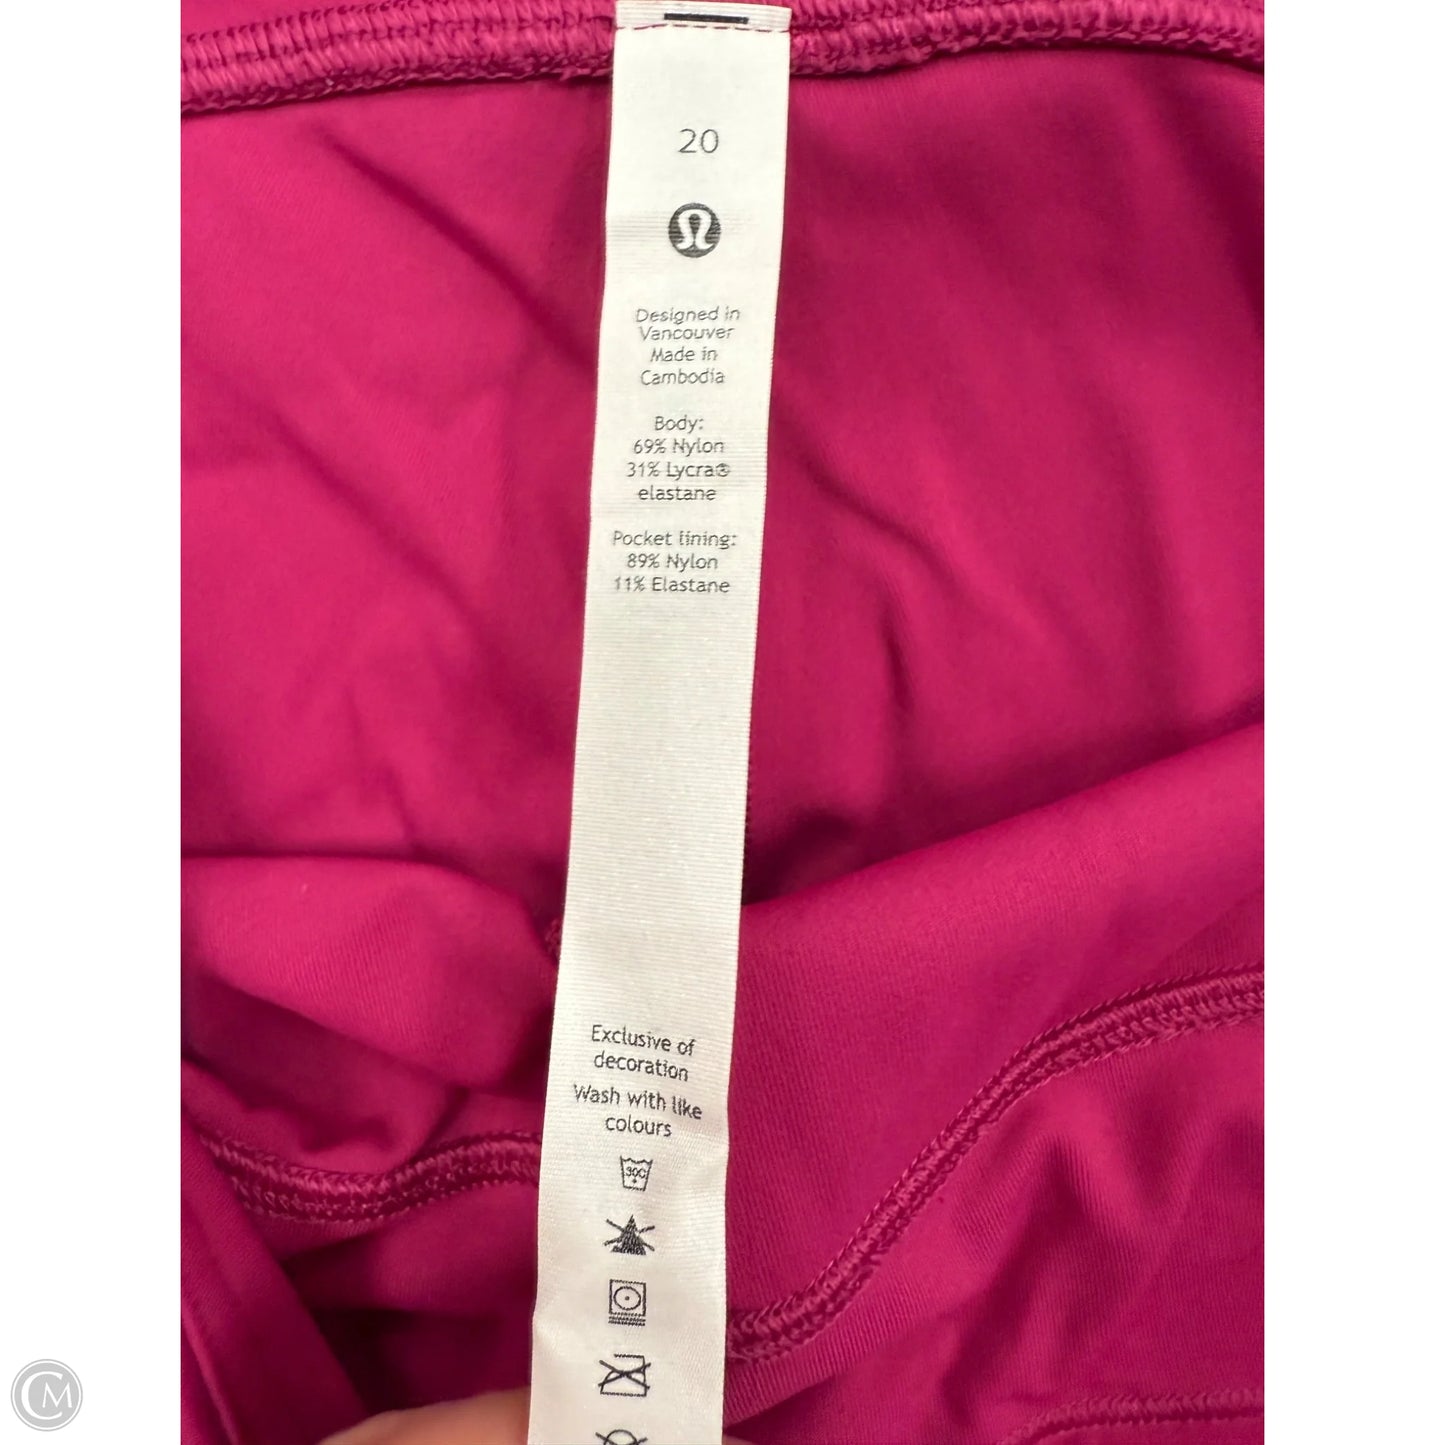 20
Designed in
Vancouver
Made in
Cambodia
Body:
69% Nylon
31% Lycra®
elastane
Pocket lining:
89% Nylon
11% Elastane
Exclusive of
decoration
Wash with like
colours
30C
CM